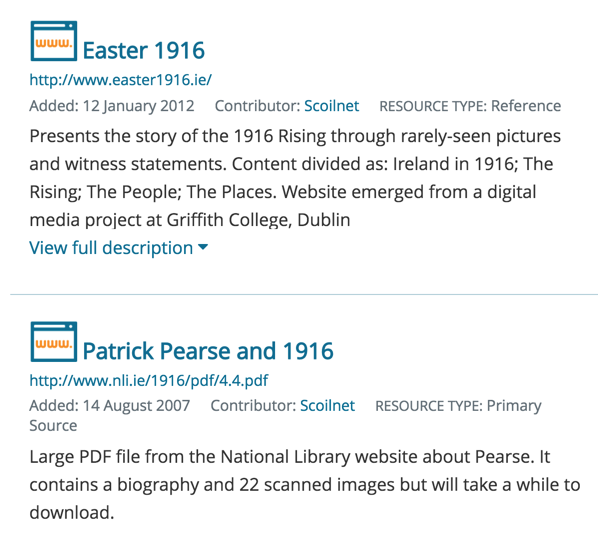 www.
Easter 1916
http://www.easter1916.ie/
Added: 12 January 2012 Contributor: Scoilnet RESOURCE TYPE: Reference
Presents the story of the 1916 Rising through rarely-seen pictures
and witness statements. Content divided as: Ireland in 1916; The
Rising; The People; The Places. Website emerged from a digital
media project at Griffith College, Dublin
View full description
www.
Patrick Pearse and 1916
http://www.nli.ie/1916/pdf/4.4.pdf
Added: 14 August 2007 Contributor: Scoilnet RESOURCE TYPE: Primary
Source
Large PDF file from the National Library website about Pearse. It
contains a biography and 22 scanned images but will take a while to
download.